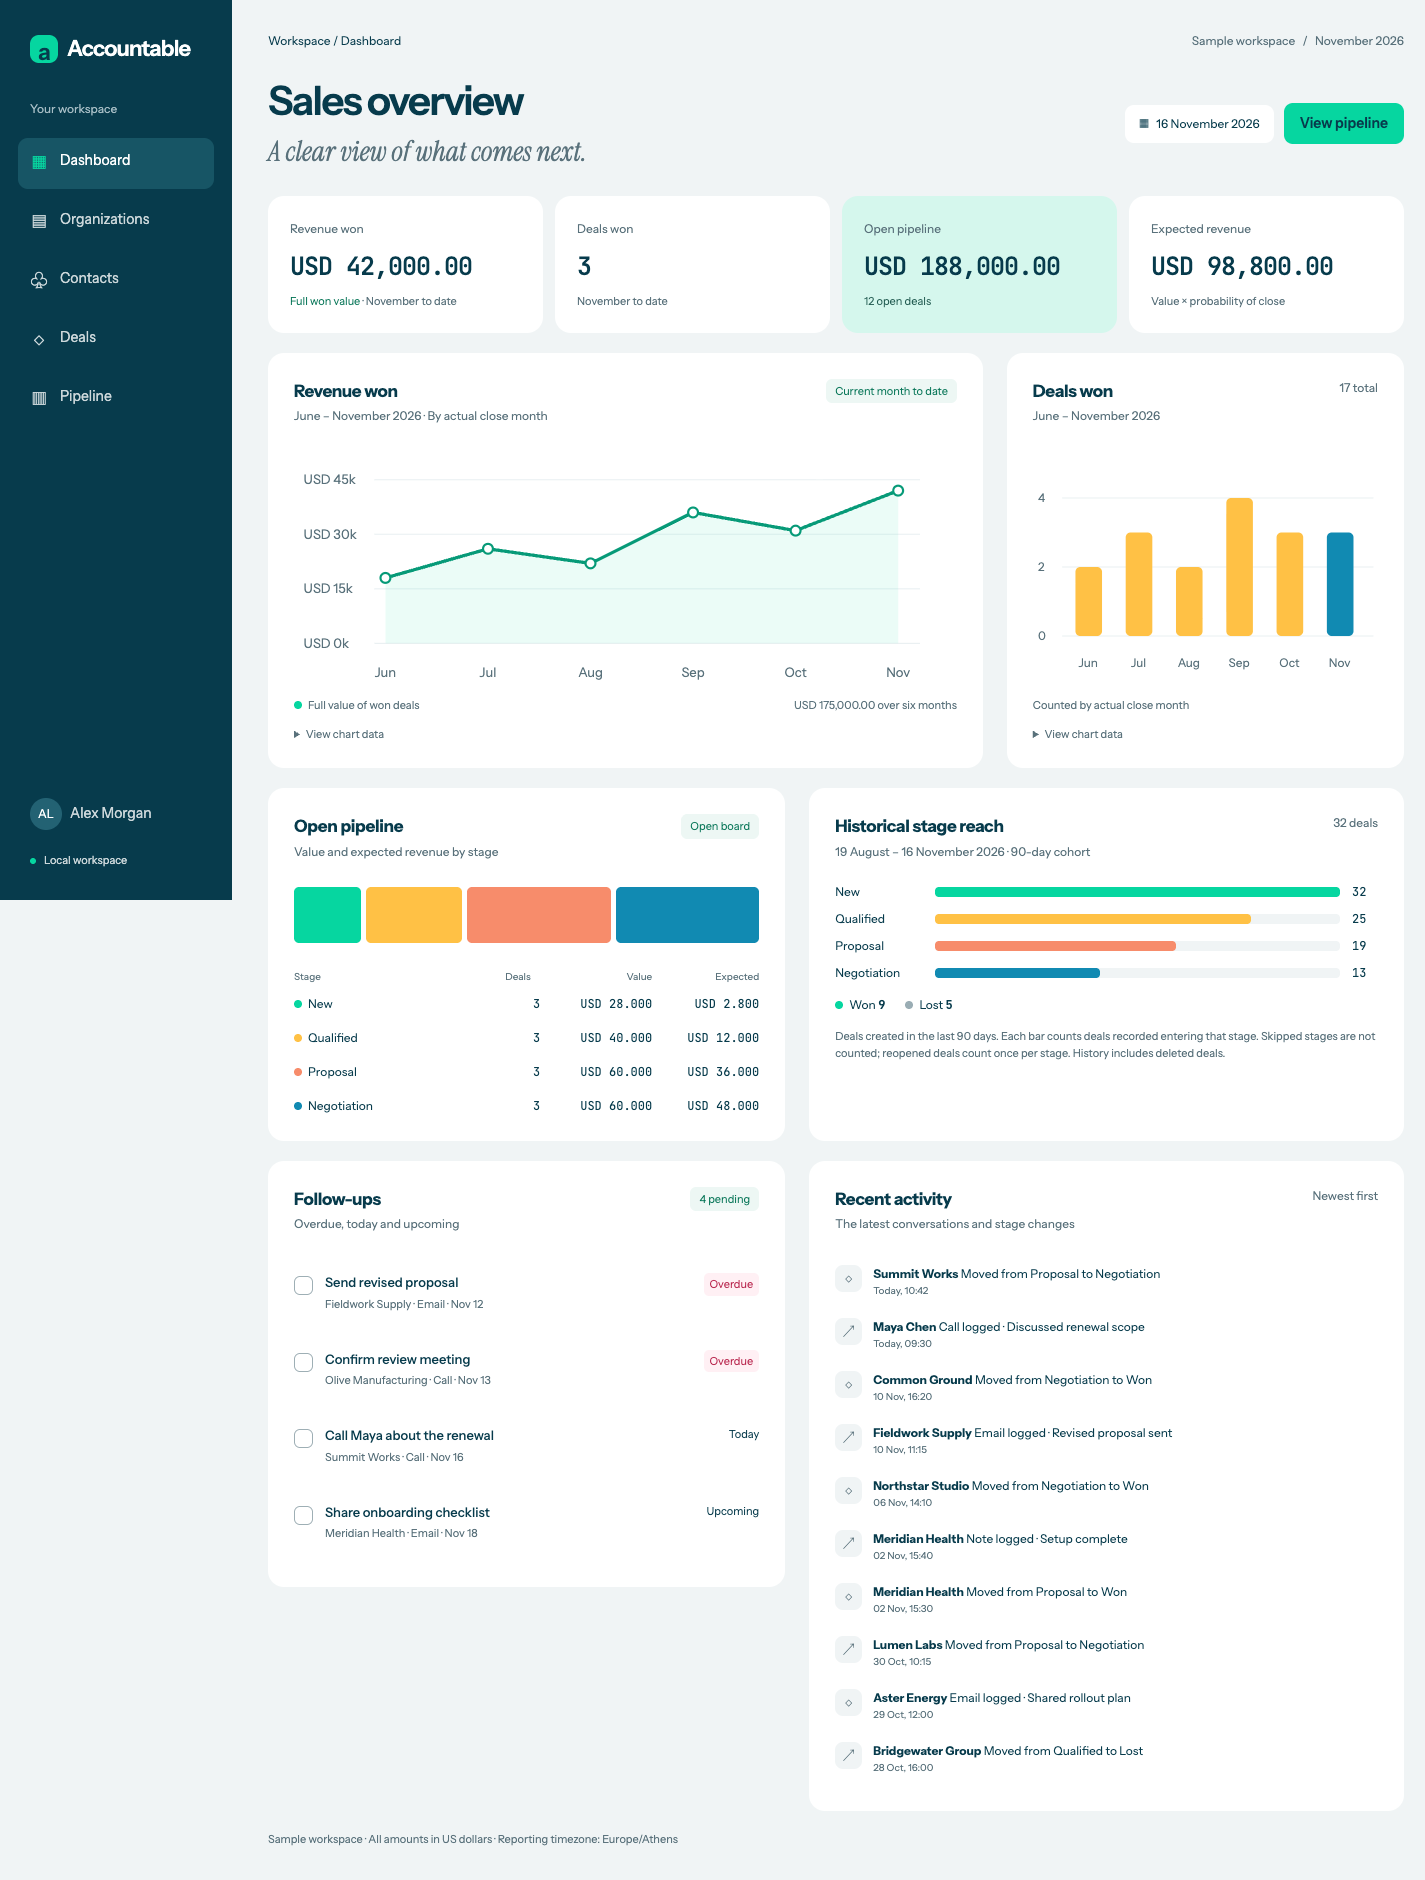 a Accountable
Your workspace
Dashboard
Organizations
Contacts
Deals
Pipeline
AL Alex Morgan
Local workspace
Workspace / Dashboard
Sample workspace / November 2026
Sales overview
A clear view of what comes next.
16 November 2026
View pipeline
Revenue won
USD 42,000.00
Full won value · November to date
Deals won
3
November to date
Open pipeline
USD 188,000.00
12 open deals
Expected revenue
USD 98,800.00
Value × probability of close
Revenue won
Current month to date
June – November 2026 · By actual close month
USD 45k
USD 30k
USD 15k
USD 0k
Jun Jul Aug Sep Oct Nov
Full value of won deals
USD 175,000.00 over six months
View chart data
Deals won
17 total
June – November 2026
4
2
0
Jun Jul Aug Sep Oct Nov
Counted by actual close month
View chart data
Open pipeline
Open board
Value and expected revenue by stage
Stage Deals Value Expected
New 3 USD 28.000 USD 2.800
Qualified 3 USD 40.000 USD 12.000
Proposal 3 USD 60.000 USD 36.000
Negotiation 3 USD 60.000 USD 48.000
Historical stage reach
32 deals
19 August – 16 November 2026 · 90-day cohort
New 32
Qualified 25
Proposal 19
Negotiation 13
Won 9 Lost 5
Deals created in the last 90 days. Each bar counts deals recorded entering that stage. Skipped stages are not
counted; reopened deals count once per stage. History includes deleted deals.
Follow-ups
4 pending
Overdue, today and upcoming
Send revised proposal
Overdue
Fieldwork Supply · Email · Nov 12
Confirm review meeting
Overdue
Olive Manufacturing · Call · Nov 13
Call Maya about the renewal
Today
Summit Works · Call · Nov 16
Share onboarding checklist
Upcoming
Meridian Health · Email · Nov 18
Recent activity
Newest first
The latest conversations and stage changes
Summit Works Moved from Proposal to Negotiation
Today, 10:42
Maya Chen Call logged · Discussed renewal scope
Today, 09:30
Common Ground Moved from Negotiation to Won
10 Nov, 16:20
Fieldwork Supply Email logged · Revised proposal sent
10 Nov, 11:15
Northstar Studio Moved from Negotiation to Won
06 Nov, 14:10
Meridian Health Note logged · Setup complete
02 Nov, 15:40
Meridian Health Moved from Proposal to Won
02 Nov, 15:30
Lumen Labs Moved from Proposal to Negotiation
30 Oct, 10:15
Aster Energy Email logged · Shared rollout plan
29 Oct, 12:00
Bridgewater Group Moved from Qualified to Lost
28 Oct, 16:00
Sample workspace · All amounts in US dollars · Reporting timezone: Europe/Athens